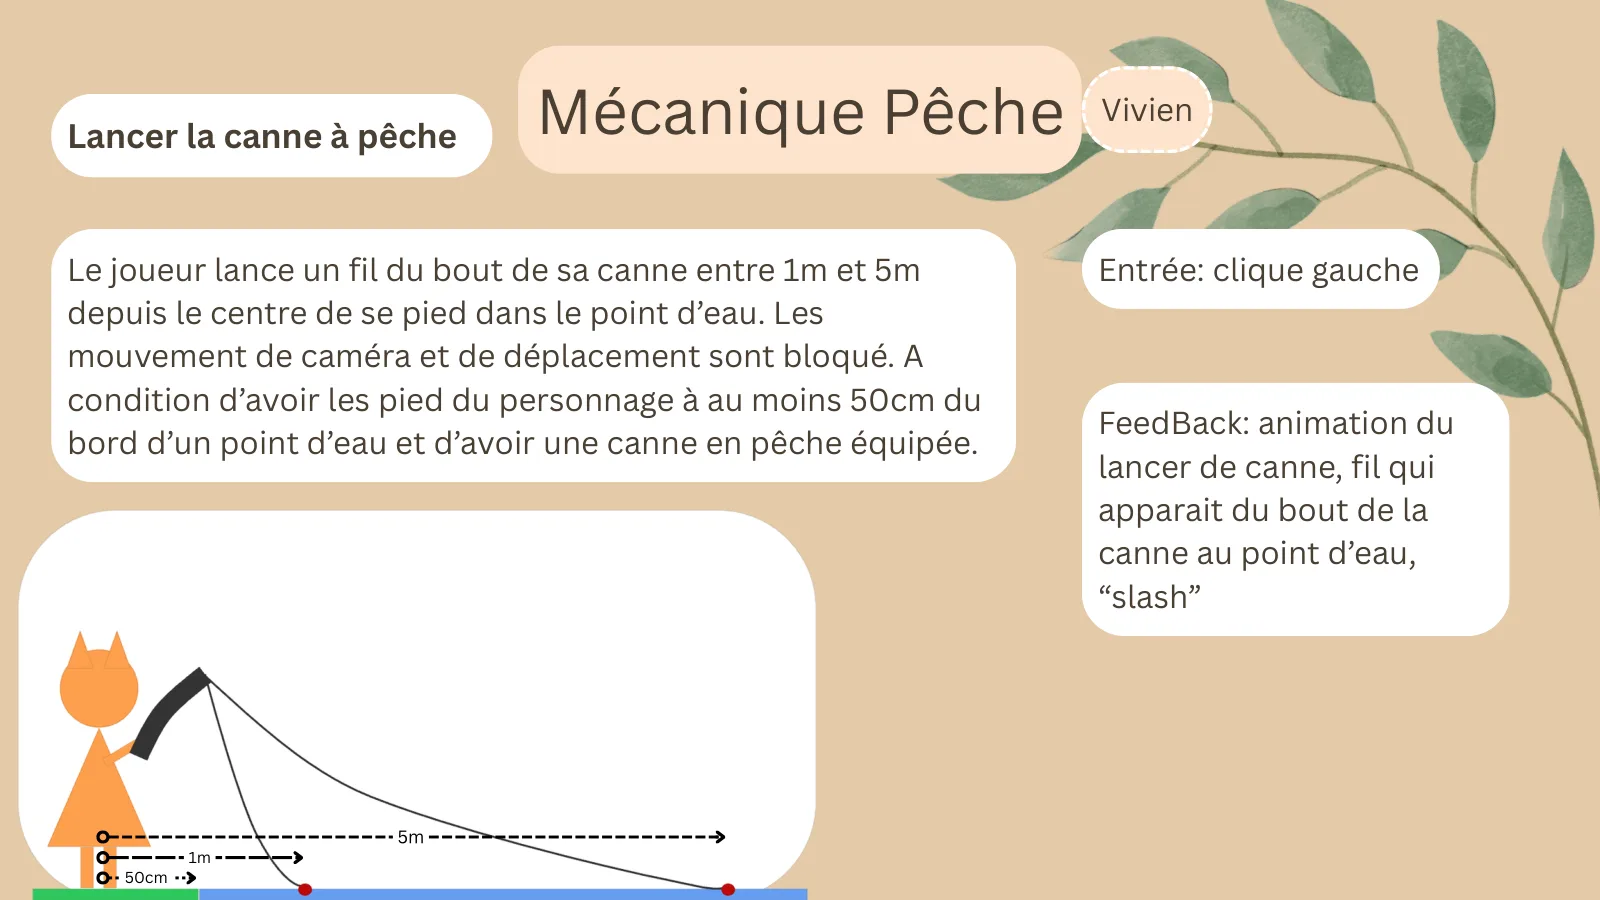 Mécanique Pêche
Vivien
Lancer la canne à pêche
Le joueur lance un fil du bout de sa canne entre 1m et 5m
depuis le centre de se pied dans le point d’eau. Les
mouvement de caméra et de déplacement sont bloqué. A
condition d’avoir les pied du personnage à au moins 50cm du
bord d’un point d’eau et d’avoir une canne en pêche équipée.
Entrée: clique gauche
FeedBack: animation du
lancer de canne, fil qui
apparait du bout de la
canne au point d’eau,
“slash”
5m
1m
50cm